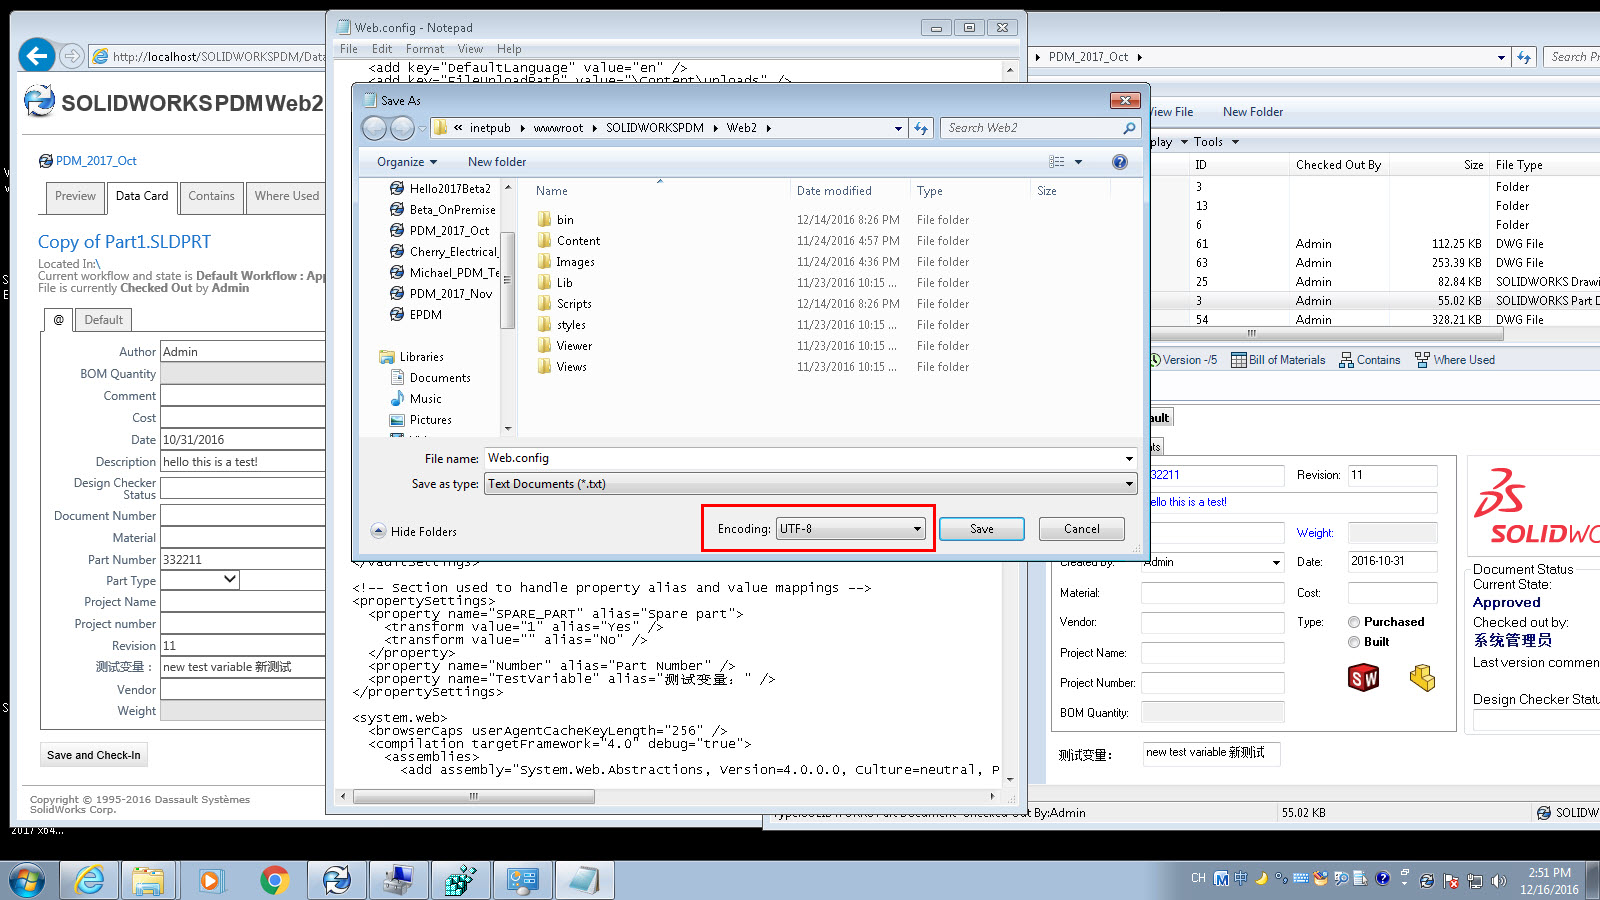 Web.config - Notepad
File Edit Format View Help
http://localhost/SOLIDWORKSPDM/Data
SOLIDWORKS PDM Web2
PDM_2017_Oct
Preview Data Card Contains Where Used
Copy of Part1.SLDPRT
Located In:\
Current workflow and state is Default Workflow : App
File is currently Checked Out by Admin
@ Default
Author Admin
BOM Quantity
Comment
Cost
Date 10/31/2016
Description hello this is a test!
Design Checker
Status
Document Number
Material
Part Number 332211
Part Type
Project Name
Project number
Revision 11
测试变量： new test variable 新测试
Vendor
Weight
Save and Check-In
Copyright © 1995-2016 Dassault Systèmes
SolidWorks Corp.
2017 x64...
<add key="DefaultLanguage" value="en" />
<add key="FileUploadPath" value="\Content\uploads" />
Save As
« inetpub ▸ wwwroot ▸ SOLIDWORKSPDM ▸ Web2 ▸
Search Web2
Organize New folder
Hello2017Beta2
Beta_OnPremise
PDM_2017_Oct
Cherry_Electrical_
Michael_PDM_Te
PDM_2017_Nov
EPDM
Libraries
Documents
Music
Pictures
Name Date modified Type Size
bin 12/14/2016 8:26 PM File folder
Content 11/24/2016 4:57 PM File folder
Images 11/24/2016 4:36 PM File folder
Lib 11/23/2016 10:15 ... File folder
Scripts 12/14/2016 8:26 PM File folder
styles 11/23/2016 10:15 ... File folder
Viewer 11/23/2016 10:15 ... File folder
Views 11/23/2016 10:15 ... File folder
File name: Web.config
Save as type: Text Documents (*.txt)
Hide Folders
Encoding: UTF-8
Save Cancel
</vaultSettings>
<!-- Section used to handle property alias and value mappings -->
<propertySettings>
<property name="SPARE_PART" alias="Spare part">
<transform value="1" alias="Yes" />
<transform value="" alias="No" />
</property>
<property name="Number" alias="Part Number" />
<property name="TestVariable" alias="测试变量：" />
</propertySettings>
<system.web>
<browserCaps userAgentCacheKeyLength="256" />
<compilation targetFramework="4.0" debug="true">
<assemblies>
<add assembly="System.Web.Abstractions, Version=4.0.0.0, Culture=neutral, P
▸ PDM_2017_Oct ▸
Search Pr
View File New Folder
play Tools
ID Checked Out By Size File Type
3 Folder
13 Folder
6 Folder
61 Admin 112.25 KB DWG File
63 Admin 253.39 KB DWG File
25 Admin 82.84 KB SOLIDWORKS Drawi
3 Admin 55.02 KB SOLIDWORKS Part D
54 Admin 328.21 KB DWG File
Version -/5 Bill of Materials Contains Where Used
ault
nts
32211 Revision: 11
ello this is a test!
Weight:
Created by: Admin Date: 2016-10-31
Material: Cost:
Vendor: Type: Purchased
Built
Project Name:
Project Number:
BOM Quantity:
测试变量： new test variable 新测试
SOLIDWO
Document Status
Current State:
Approved
Checked out by:
系统管理员
Last version commen
Design Checker Statu
Type:SOLIDWORKS Part Document Checked Out By:Admin 55.02 KB SOLIDW
CH 中
2:51 PM
12/16/2016